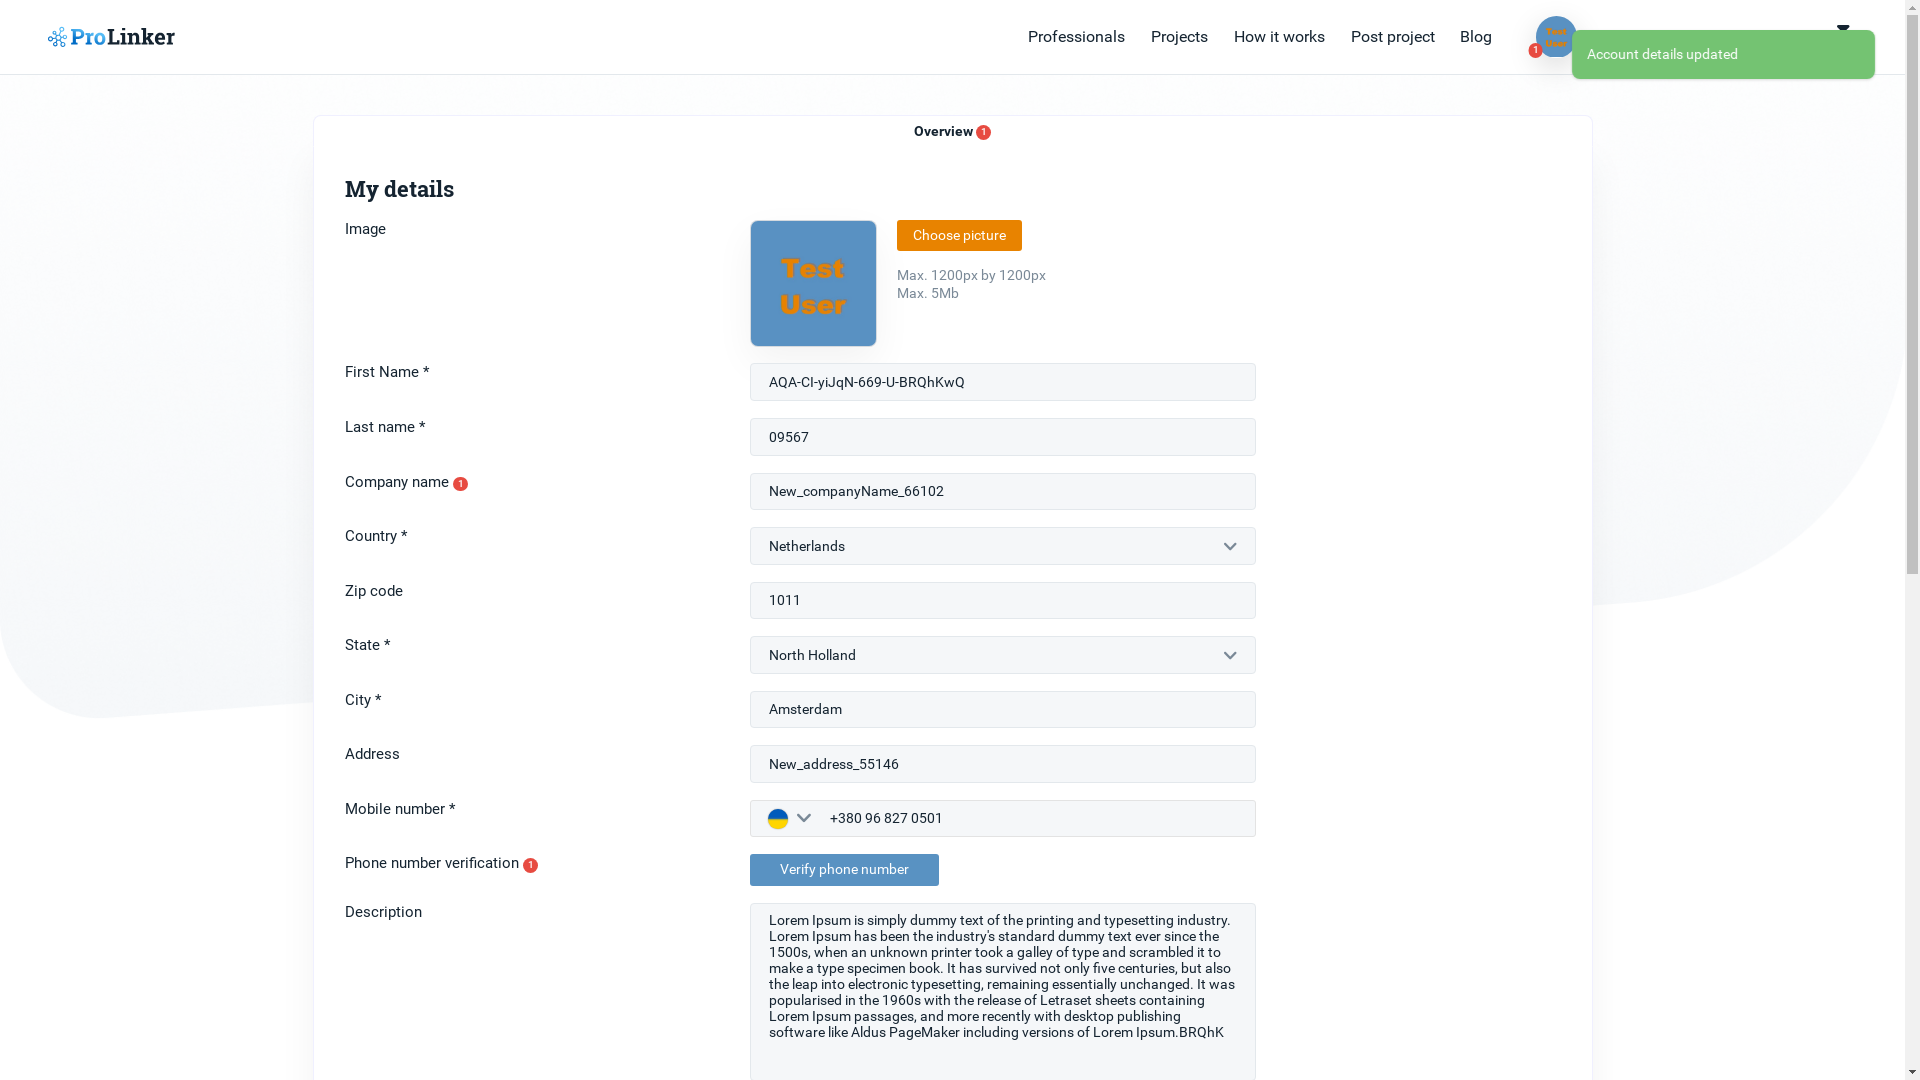 ProLinker
Professionals
Projects
How it works
Post project
Blog
Test
User
1
Account details updated
Overview 1
My details
Image
Test
User
Choose picture
Max. 1200px by 1200px
Max. 5Mb
First Name *
AQA-CI-yiJqN-669-U-BRQhKwQ
Last name *
09567
Company name 1
New_companyName_66102
Country *
Netherlands
Zip code
1011
State *
North Holland
City *
Amsterdam
Address
New_address_55146
Mobile number *
+380 96 827 0501
Phone number verification 1
Verify phone number
Description
Lorem Ipsum is simply dummy text of the printing and typesetting industry.
Lorem Ipsum has been the industry's standard dummy text ever since the
1500s, when an unknown printer took a galley of type and scrambled it to
make a type specimen book. It has survived not only five centuries, but also
the leap into electronic typesetting, remaining essentially unchanged. It was
popularised in the 1960s with the release of Letraset sheets containing
Lorem Ipsum passages, and more recently with desktop publishing
software like Aldus PageMaker including versions of Lorem Ipsum.BRQhK